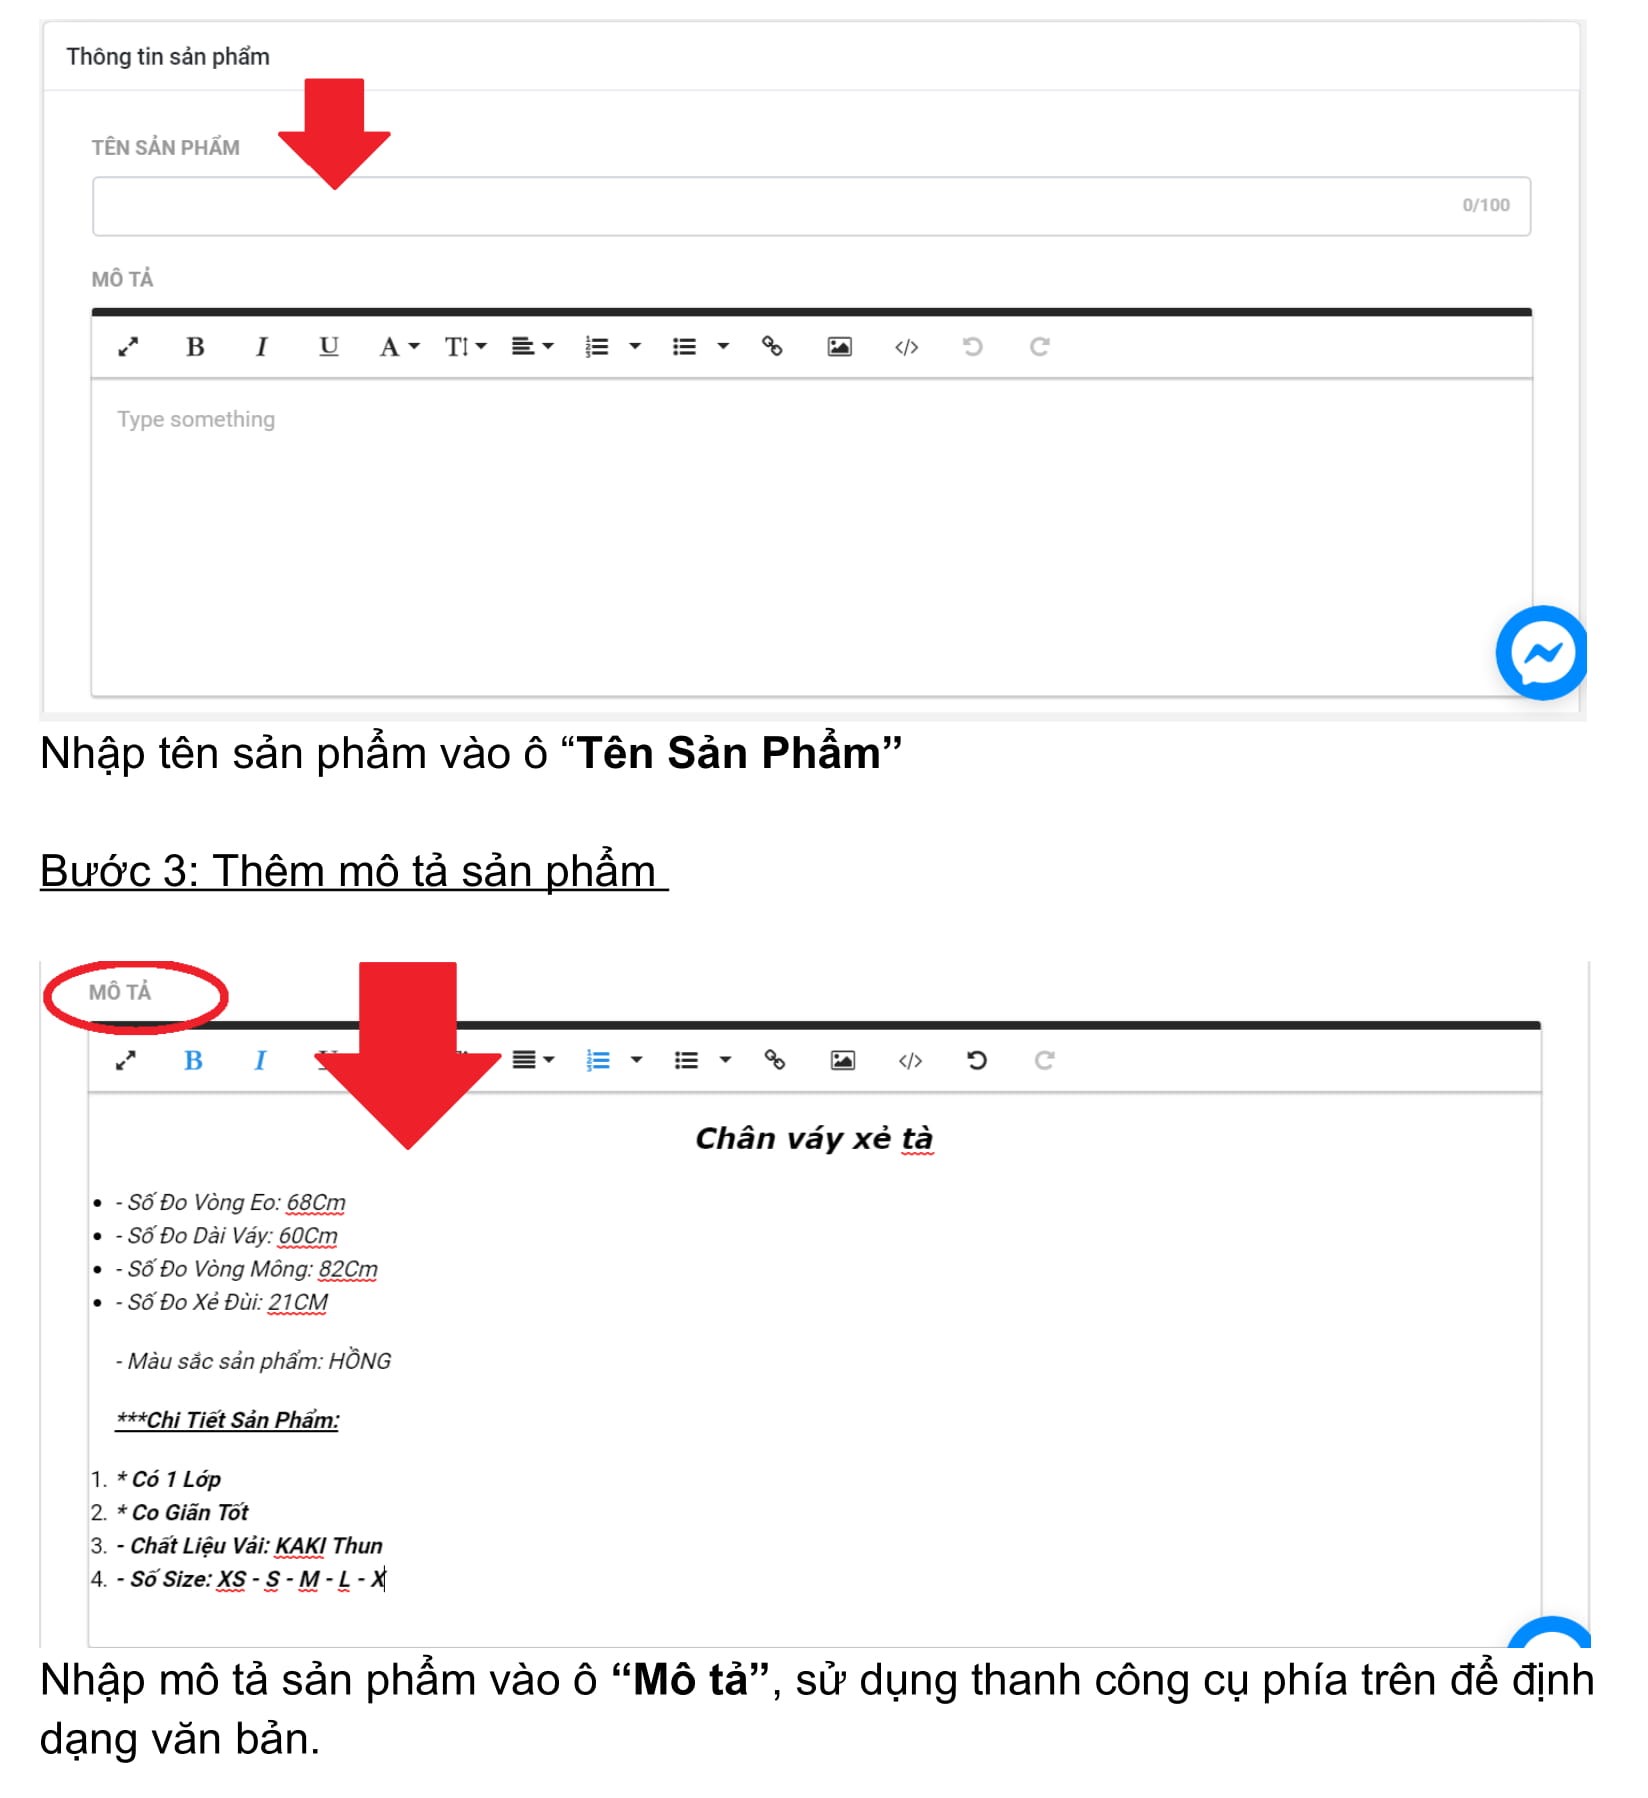 Thông tin sản phẩm
TÊN SẢN PHẨM
0/100
MÔ TẢ
B I U A T
Type something
Nhập tên sản phẩm vào ô “Tên Sản Phẩm”
Bước 3: Thêm mô tả sản phẩm
MÔ TẢ
B I
Chân váy xẻ tà
• - Số Đo Vòng Eo: 68Cm
• - Số Đo Dài Váy: 60Cm
• - Số Đo Vòng Mông: 82Cm
• - Số Đo Xẻ Đùi: 21CM
- Màu sắc sản phẩm: HỒNG
***Chi Tiết Sản Phẩm:
1. * Có 1 Lớp
2. * Co Giãn Tốt
3. - Chất Liệu Vải: KAKI Thun
4. - Số Size: XS - S - M - L - X
Nhập mô tả sản phẩm vào ô “Mô tả”, sử dụng thanh công cụ phía trên để định
dạng văn bản.